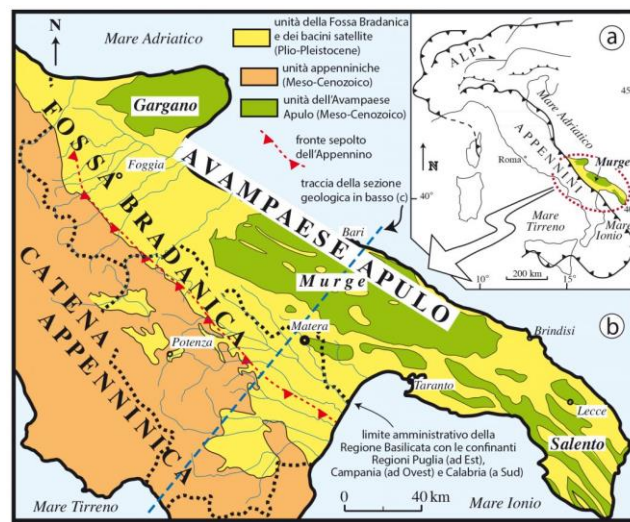 N
Mare Adriatico
unità della Fossa Bradanica
e dei bacini satellite
(Plio-Pleistocene)
unità appenniniche
(Meso-Cenozoico)
unità dell'Avampaese
Apulo (Meso-Cenozoico)
fronte sepolto
dell'Appennino
traccia della sezione
geologica in basso (c)
a
ALPI
Mare Adriatico
APPENNINI
Roma
Murge
N
40°
Mare
Tirreno
Mare
Ionio
200 km
10°
15°
Gargano
FOSSA BRADANICA
Foggia
AVAMPAESE APULO
Bari
Murge
b
CATENA
APPENNINICA
Potenza
Matera
Brindisi
Taranto
Lecce
Salento
limite amministrativo della
Regione Basilicata con le confinanti
Regioni Puglia (ad Est),
Campania (ad Ovest) e Calabria (a Sud)
Mare Tirreno
0
40 km
Mare Ionio